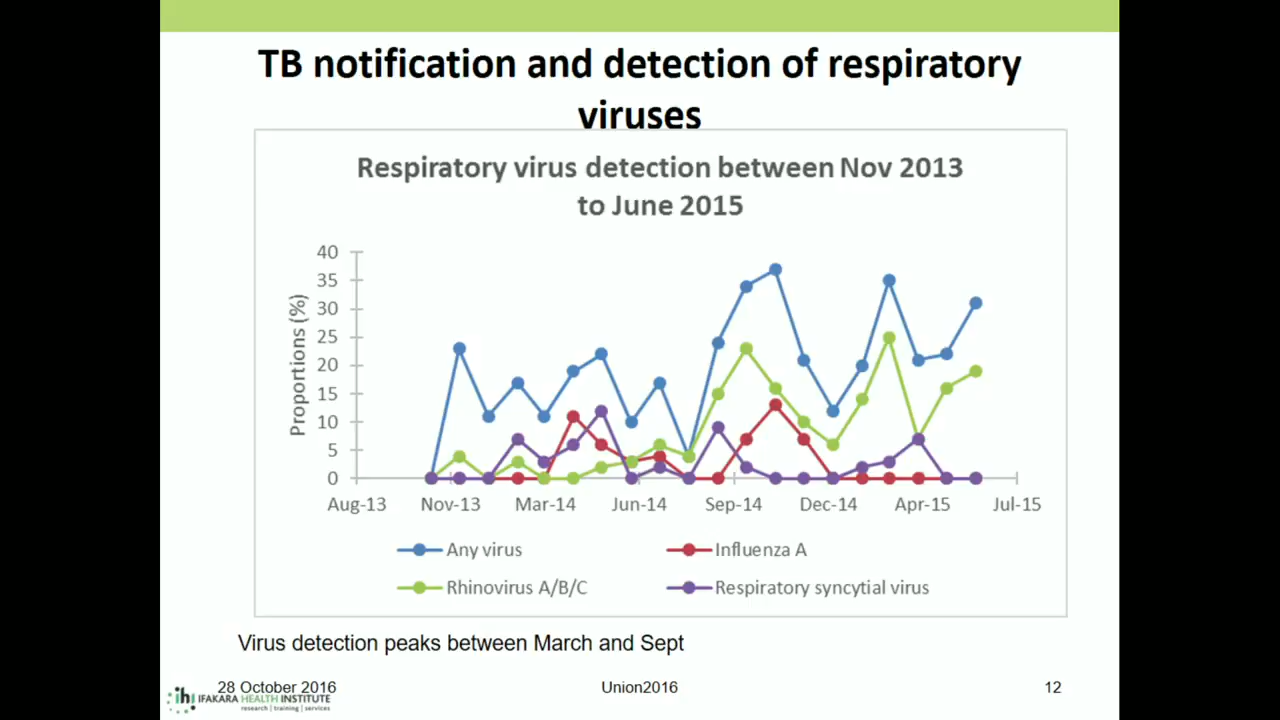 TB notification and detection of respiratory
viruses
Respiratory virus detection between Nov 2013
to June 2015
Proportions (%)
40
35
30
25
20
15
10
5
0
Aug-13 Nov-13 Mar-14 Jun-14 Sep-14 Dec-14 Apr-15 Jul-15
Any virus Influenza A
Rhinovirus A/B/C Respiratory syncytial virus
Virus detection peaks between March and Sept
28 October 2016 Union2016 12
ihi IFAKARA HEALTH INSTITUTE
research | training | services